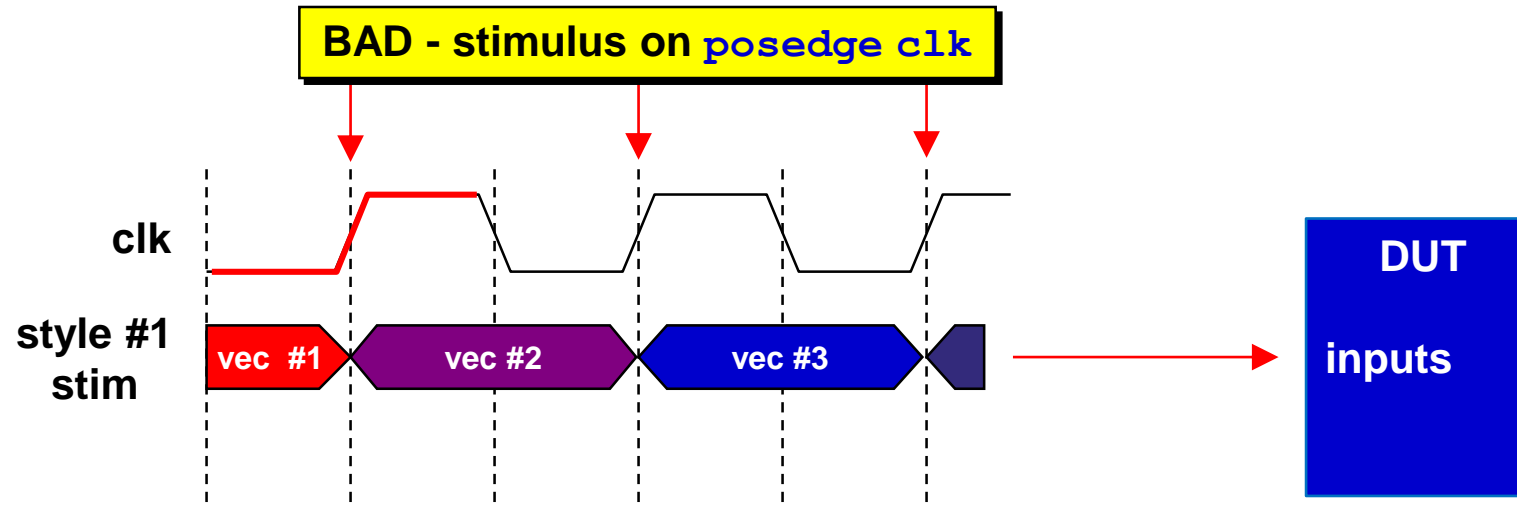 BAD - stimulus on posedge clk
clk
DUT
style #1
stim
vec #1
vec #2
vec #3
inputs